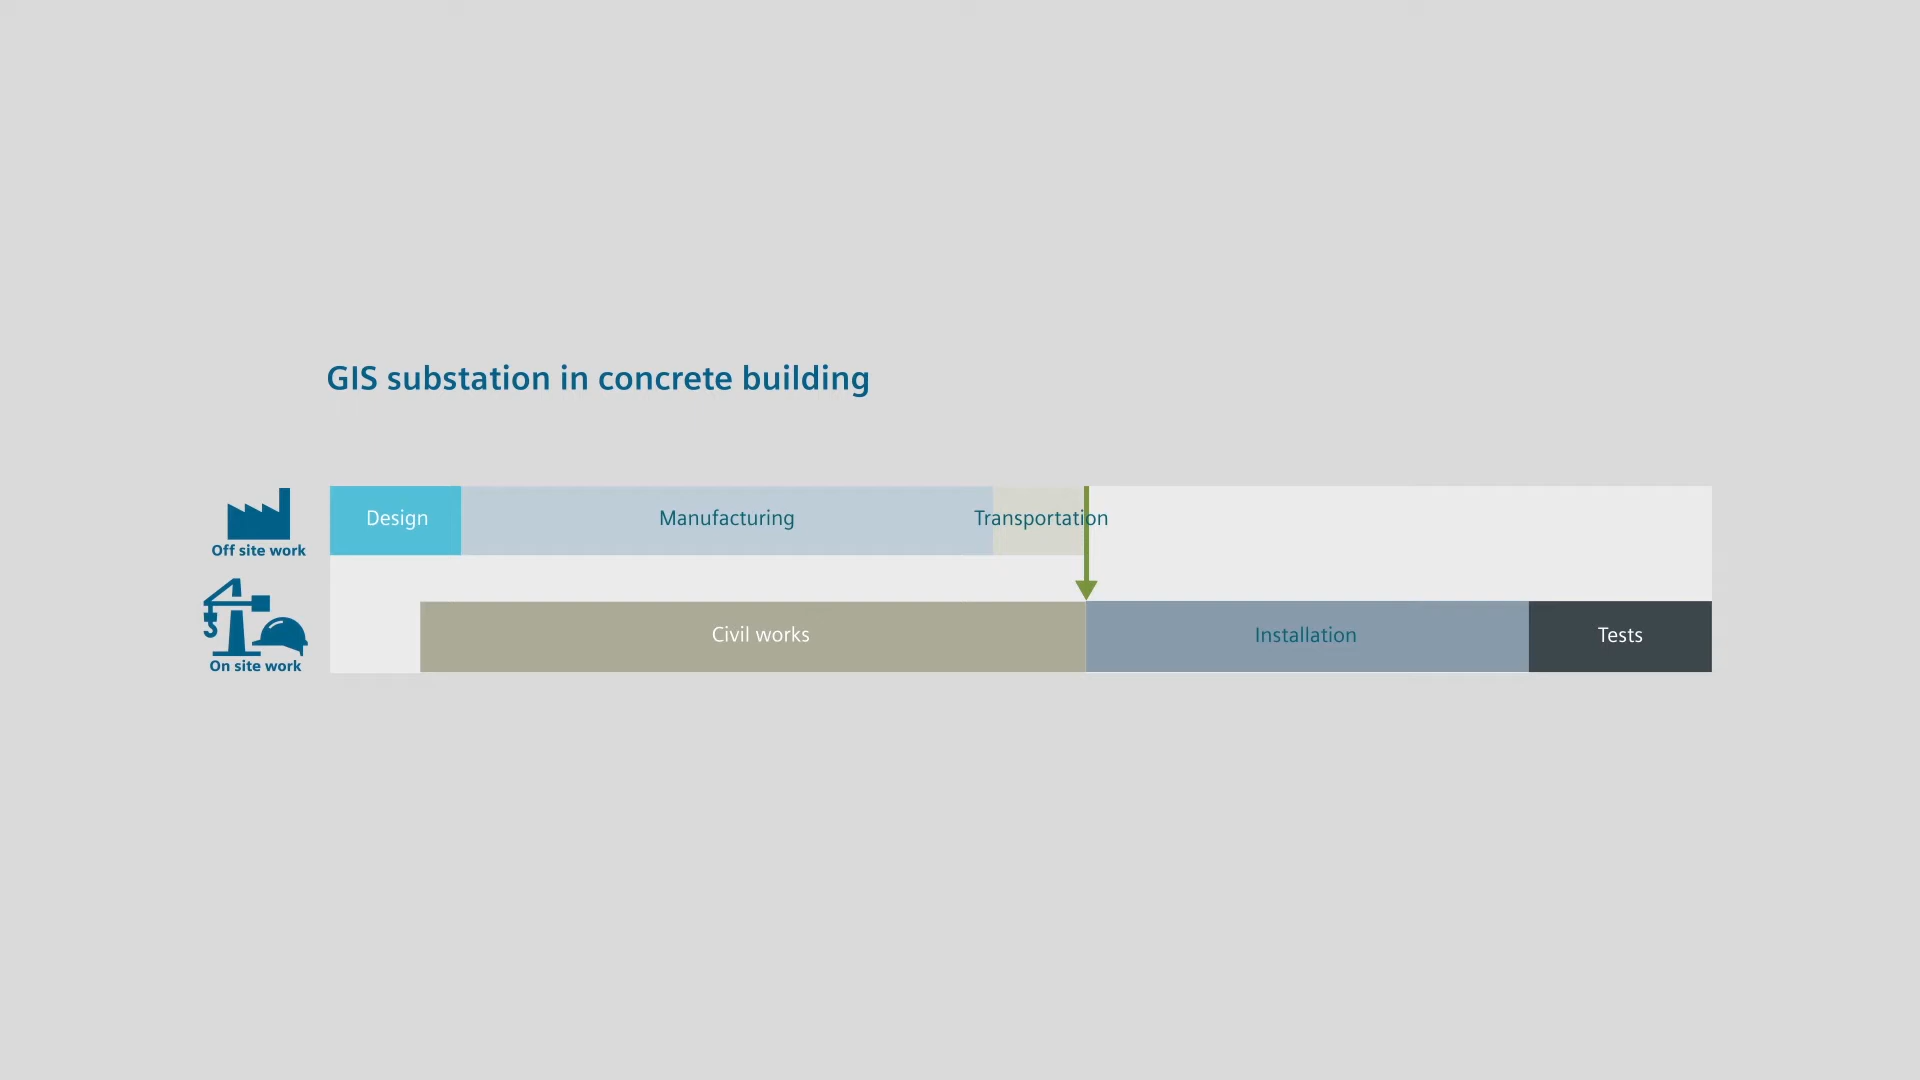 GIS substation in concrete building
Design
Manufacturing
Transportation
Off site work
Civil works
Installation
Tests
On site work